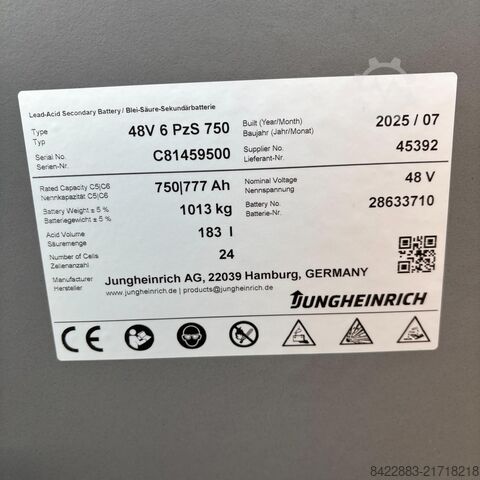 Lead-Acid Secondary Battery / Blei-Säure-Sekundärbatterie
Type 48V 6 PzS 750 Built (Year/Month) 2025 / 07
Typ Baujahr (Jahr/Monat)
Serial No. C81459500 Supplier No. 45392
Serien-Nr. Lieferant-Nr.
Rated Capacity C5|C6 750|777 Ah Nominal Voltage 48 V
Nennkapazität C5|C6 Nennspannung
Battery Weight ± 5 % 1013 kg Battery No. 28633710
Batteriegewicht ± 5 % Batterie-Nr.
Acid Volume 183 l
Säuremenge
Number of Cells 24
Zellenanzahl
Manufacturer Jungheinrich AG, 22039 Hamburg, GERMANY
Hersteller www.jungheinrich.de | products@jungheinrich.de
JUNGHEINRICH
CE
8422883-21718218